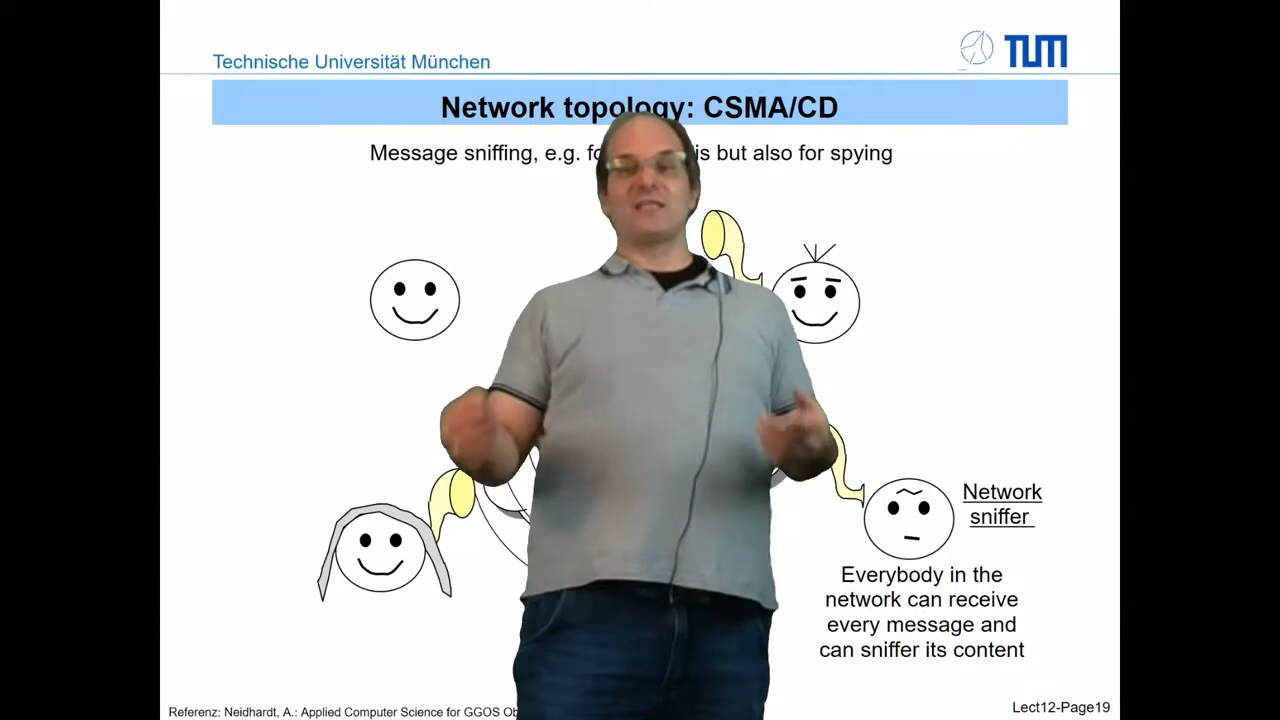 Technische Universität München
TUM
Network topology: CSMA/CD
Message sniffing, e.g. is but also for spying
Network
sniffer
Everybody in the
network can receive
every message and
can sniffer its content
Referenz: Neidhardt, A.: Applied Computer Science for GGOS
Lect12-Page19